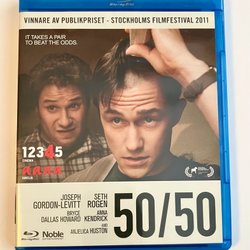 VINNARE AV PUBLIKPRISET - STOCKHOLMS FILMFESTIVAL 2011
IT TAKES A PAIR
TO BEAT THE ODDS.
12345
JOSEPH
GORDON-LEVITT
SETH
ROGEN
BRYCE
DALLAS HOWARD
ANNA
KENDRICK
AND
ANJELICA HUSTON
50/50
Noble